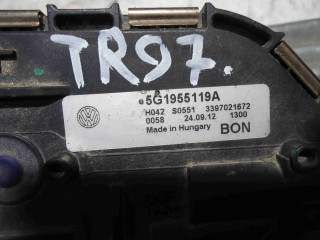 TR97.
5G1955119A
H042 S0551 3397021672
0058 24.09.12 1300
Made in Hungary BON